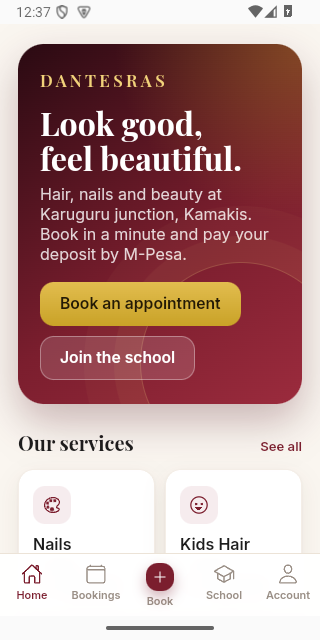 12:37
DANTESRAS
Look good,
feel beautiful.
Hair, nails and beauty at
Karuguru junction, Kamakis.
Book in a minute and pay your
deposit by M-Pesa.
Book an appointment
Join the school
Our services
See all
Nails
Kids Hair
Home
Bookings
Book
School
Account